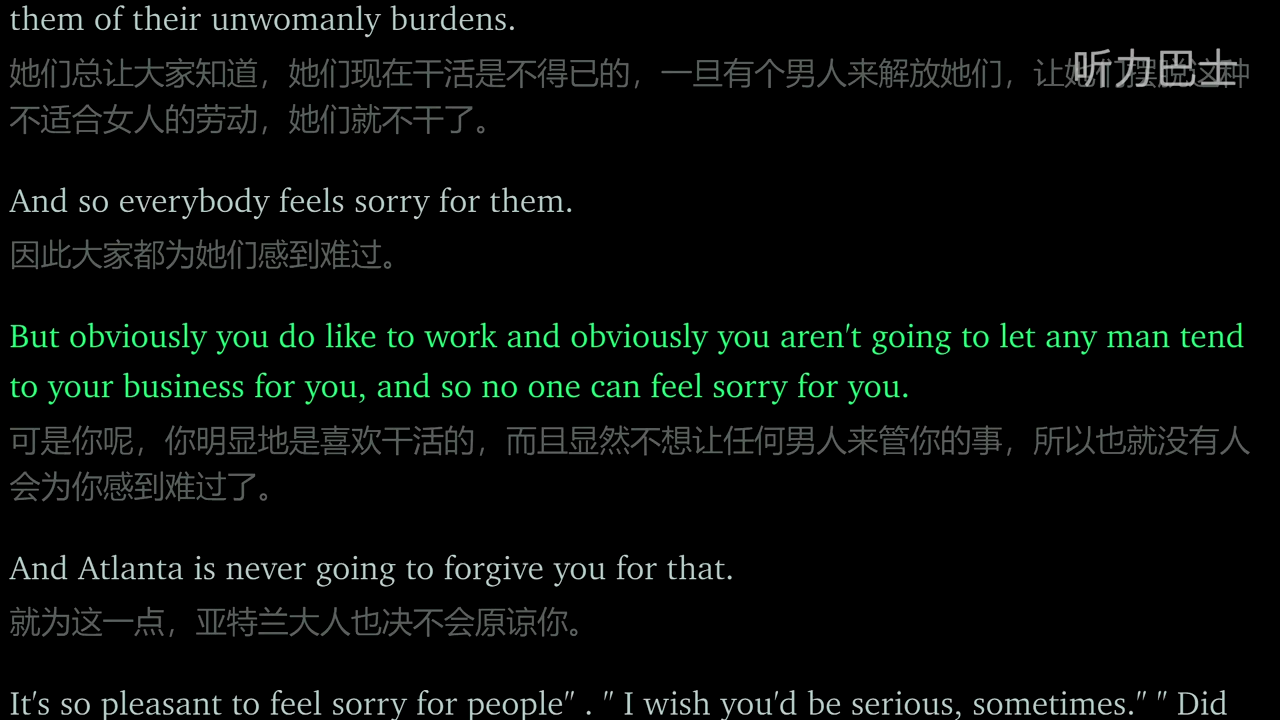 them of their unwomanly burdens.
她们总让大家知道，她们现在干活是不得已的，一旦有个男人来解放她们，让她们摆脱这种
听力巴士
不适合女人的劳动，她们就不干了。
And so everybody feels sorry for them.
因此大家都为她们感到难过。
But obviously you do like to work and obviously you aren't going to let any man tend
to your business for you, and so no one can feel sorry for you.
可是你呢，你明显地是喜欢干活的，而且显然不想让任何男人来管你的事，所以也就没有人
会为你感到难过了。
And Atlanta is never going to forgive you for that.
就为这一点，亚特兰大人也决不会原谅你。
It's so pleasant to feel sorry for people" . " I wish you'd be serious, sometimes." " Did